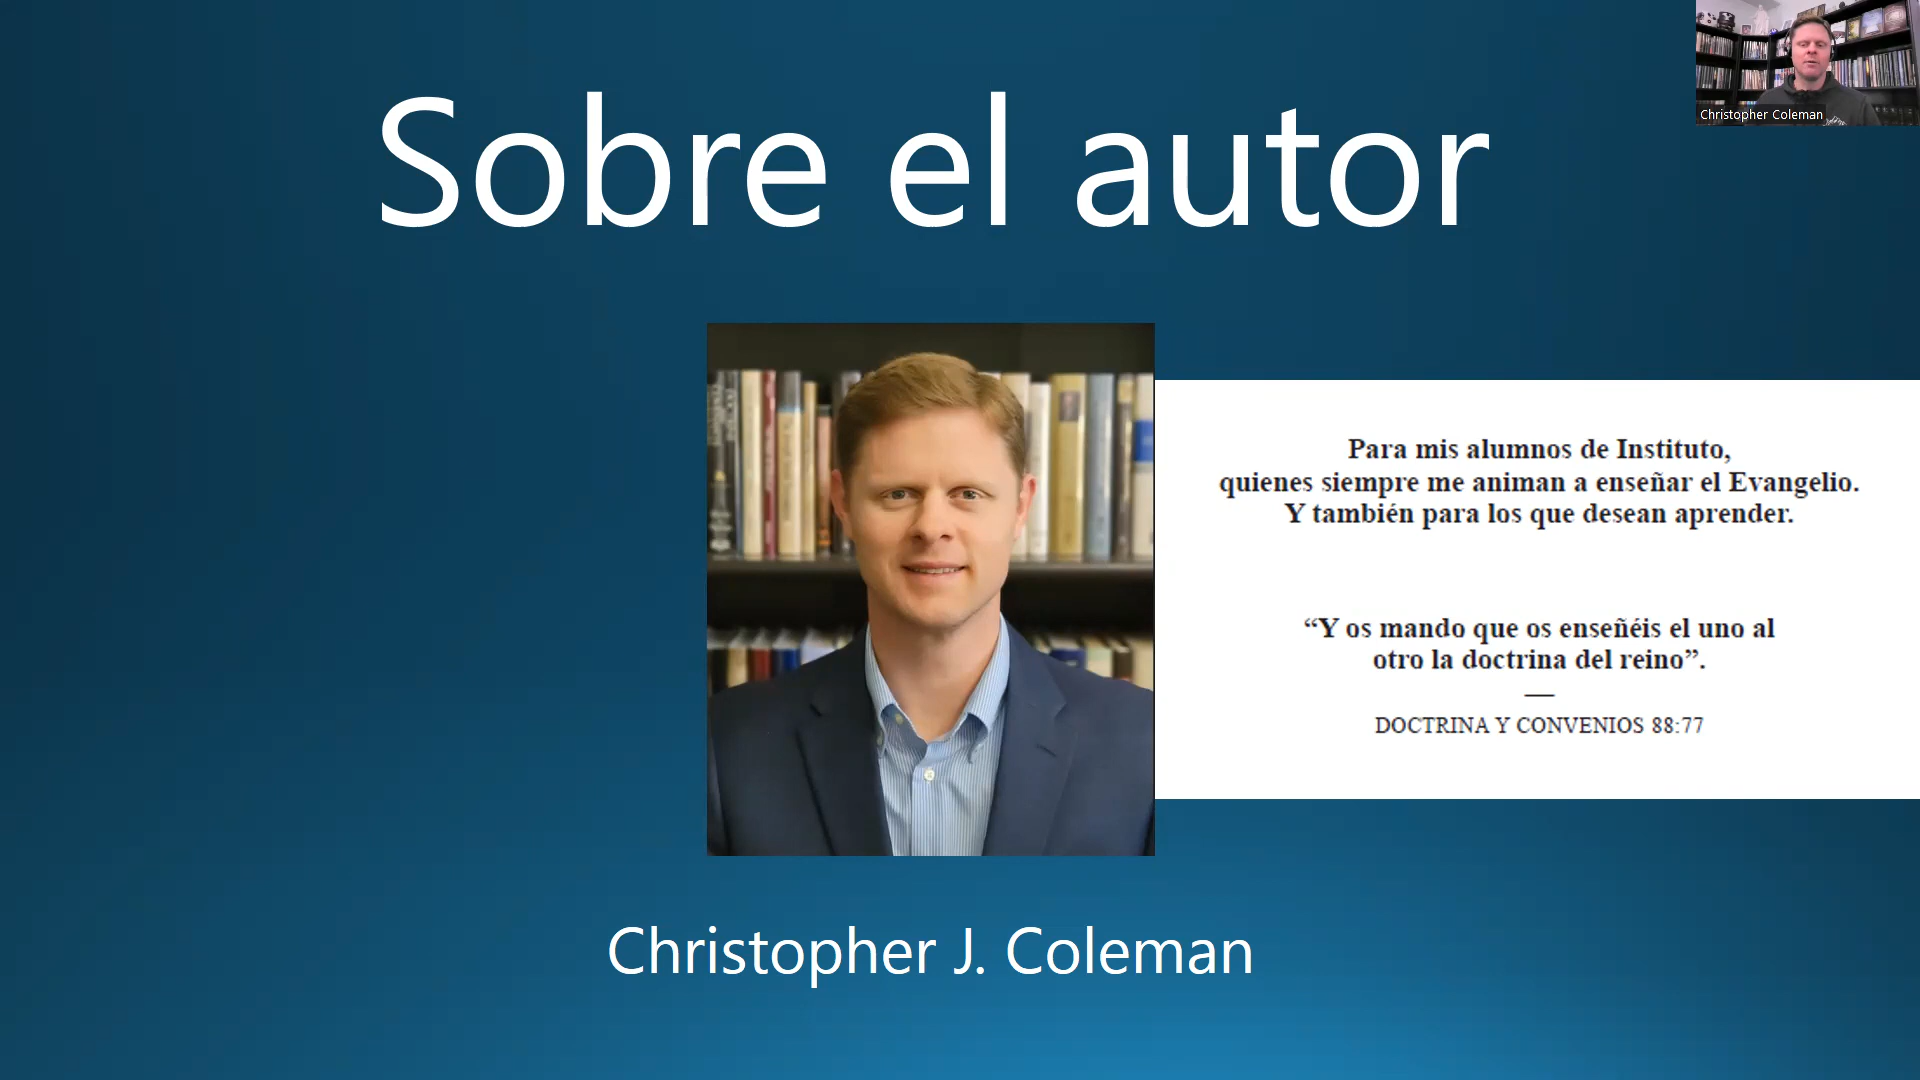 Sobre el autor
Christopher Coleman
Para mis alumnos de Instituto,
quienes siempre me animan a enseñar el Evangelio.
Y también para los que desean aprender.
“Y os mando que os enseñéis el uno al
otro la doctrina del reino”.
—
DOCTRINA Y CONVENIOS 88:77
Christopher J. Coleman